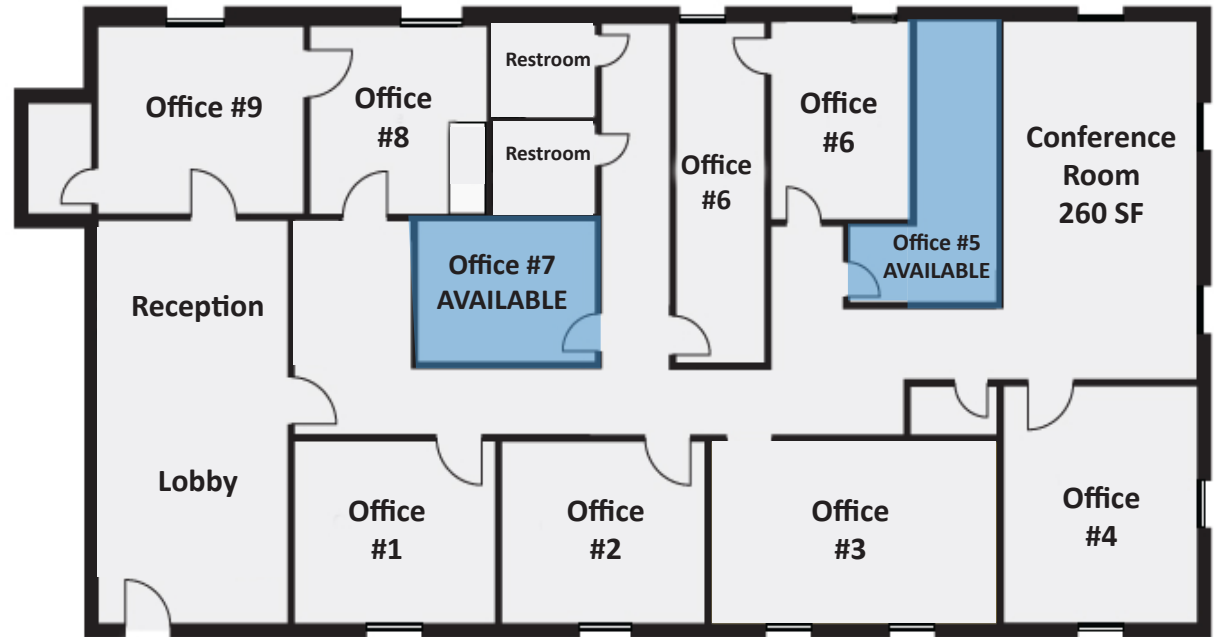 Office #9
Office
#8
Restroom
Restroom
Office
#6
Office
#6
Office #5
AVAILABLE
Conference
Room
260 SF
Office #7
AVAILABLE
Reception
Lobby
Office
#1
Office
#2
Office
#3
Office
#4